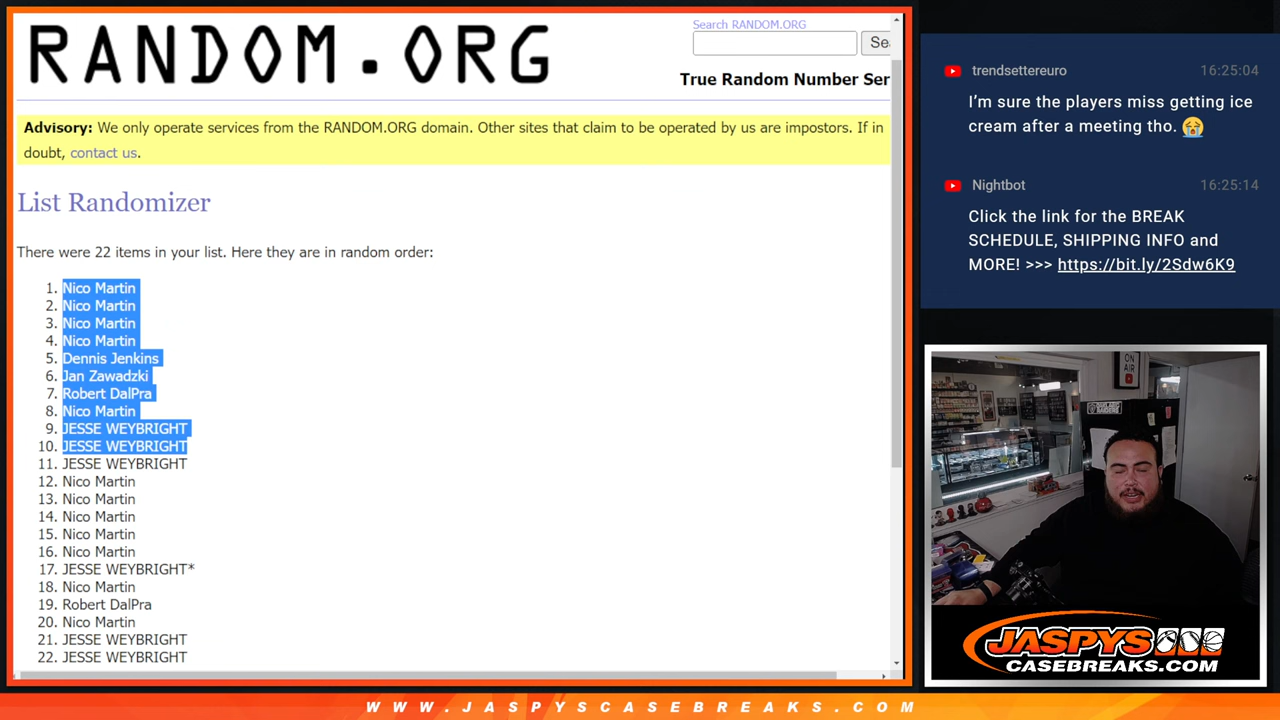 RANDOM.ORG
Search RANDOM.ORG
Se
True Random Number Ser
Advisory: We only operate services from the RANDOM.ORG domain. Other sites that claim to be operated by us are impostors. If in
doubt, contact us.
List Randomizer
There were 22 items in your list. Here they are in random order:
1. Nico Martin
2. Nico Martin
3. Nico Martin
4. Nico Martin
5. Dennis Jenkins
6. Jan Zawadzki
7. Robert DalPra
8. Nico Martin
9. JESSE WEYBRIGHT
10. JESSE WEYBRIGHT
11. JESSE WEYBRIGHT
12. Nico Martin
13. Nico Martin
14. Nico Martin
15. Nico Martin
16. Nico Martin
17. JESSE WEYBRIGHT*
18. Nico Martin
19. Robert DalPra
20. Nico Martin
21. JESSE WEYBRIGHT
22. JESSE WEYBRIGHT
trendsettereuro 16:25:04
I'm sure the players miss getting ice
cream after a meeting tho. 😭
Nightbot 16:25:14
Click the link for the BREAK
SCHEDULE, SHIPPING INFO and
MORE! >>> https://bit.ly/2Sdw6K9
ON
AIR
JASPYS
CASEBREAKS.COM
WWW.JASPYSCASEBREAKS.COM